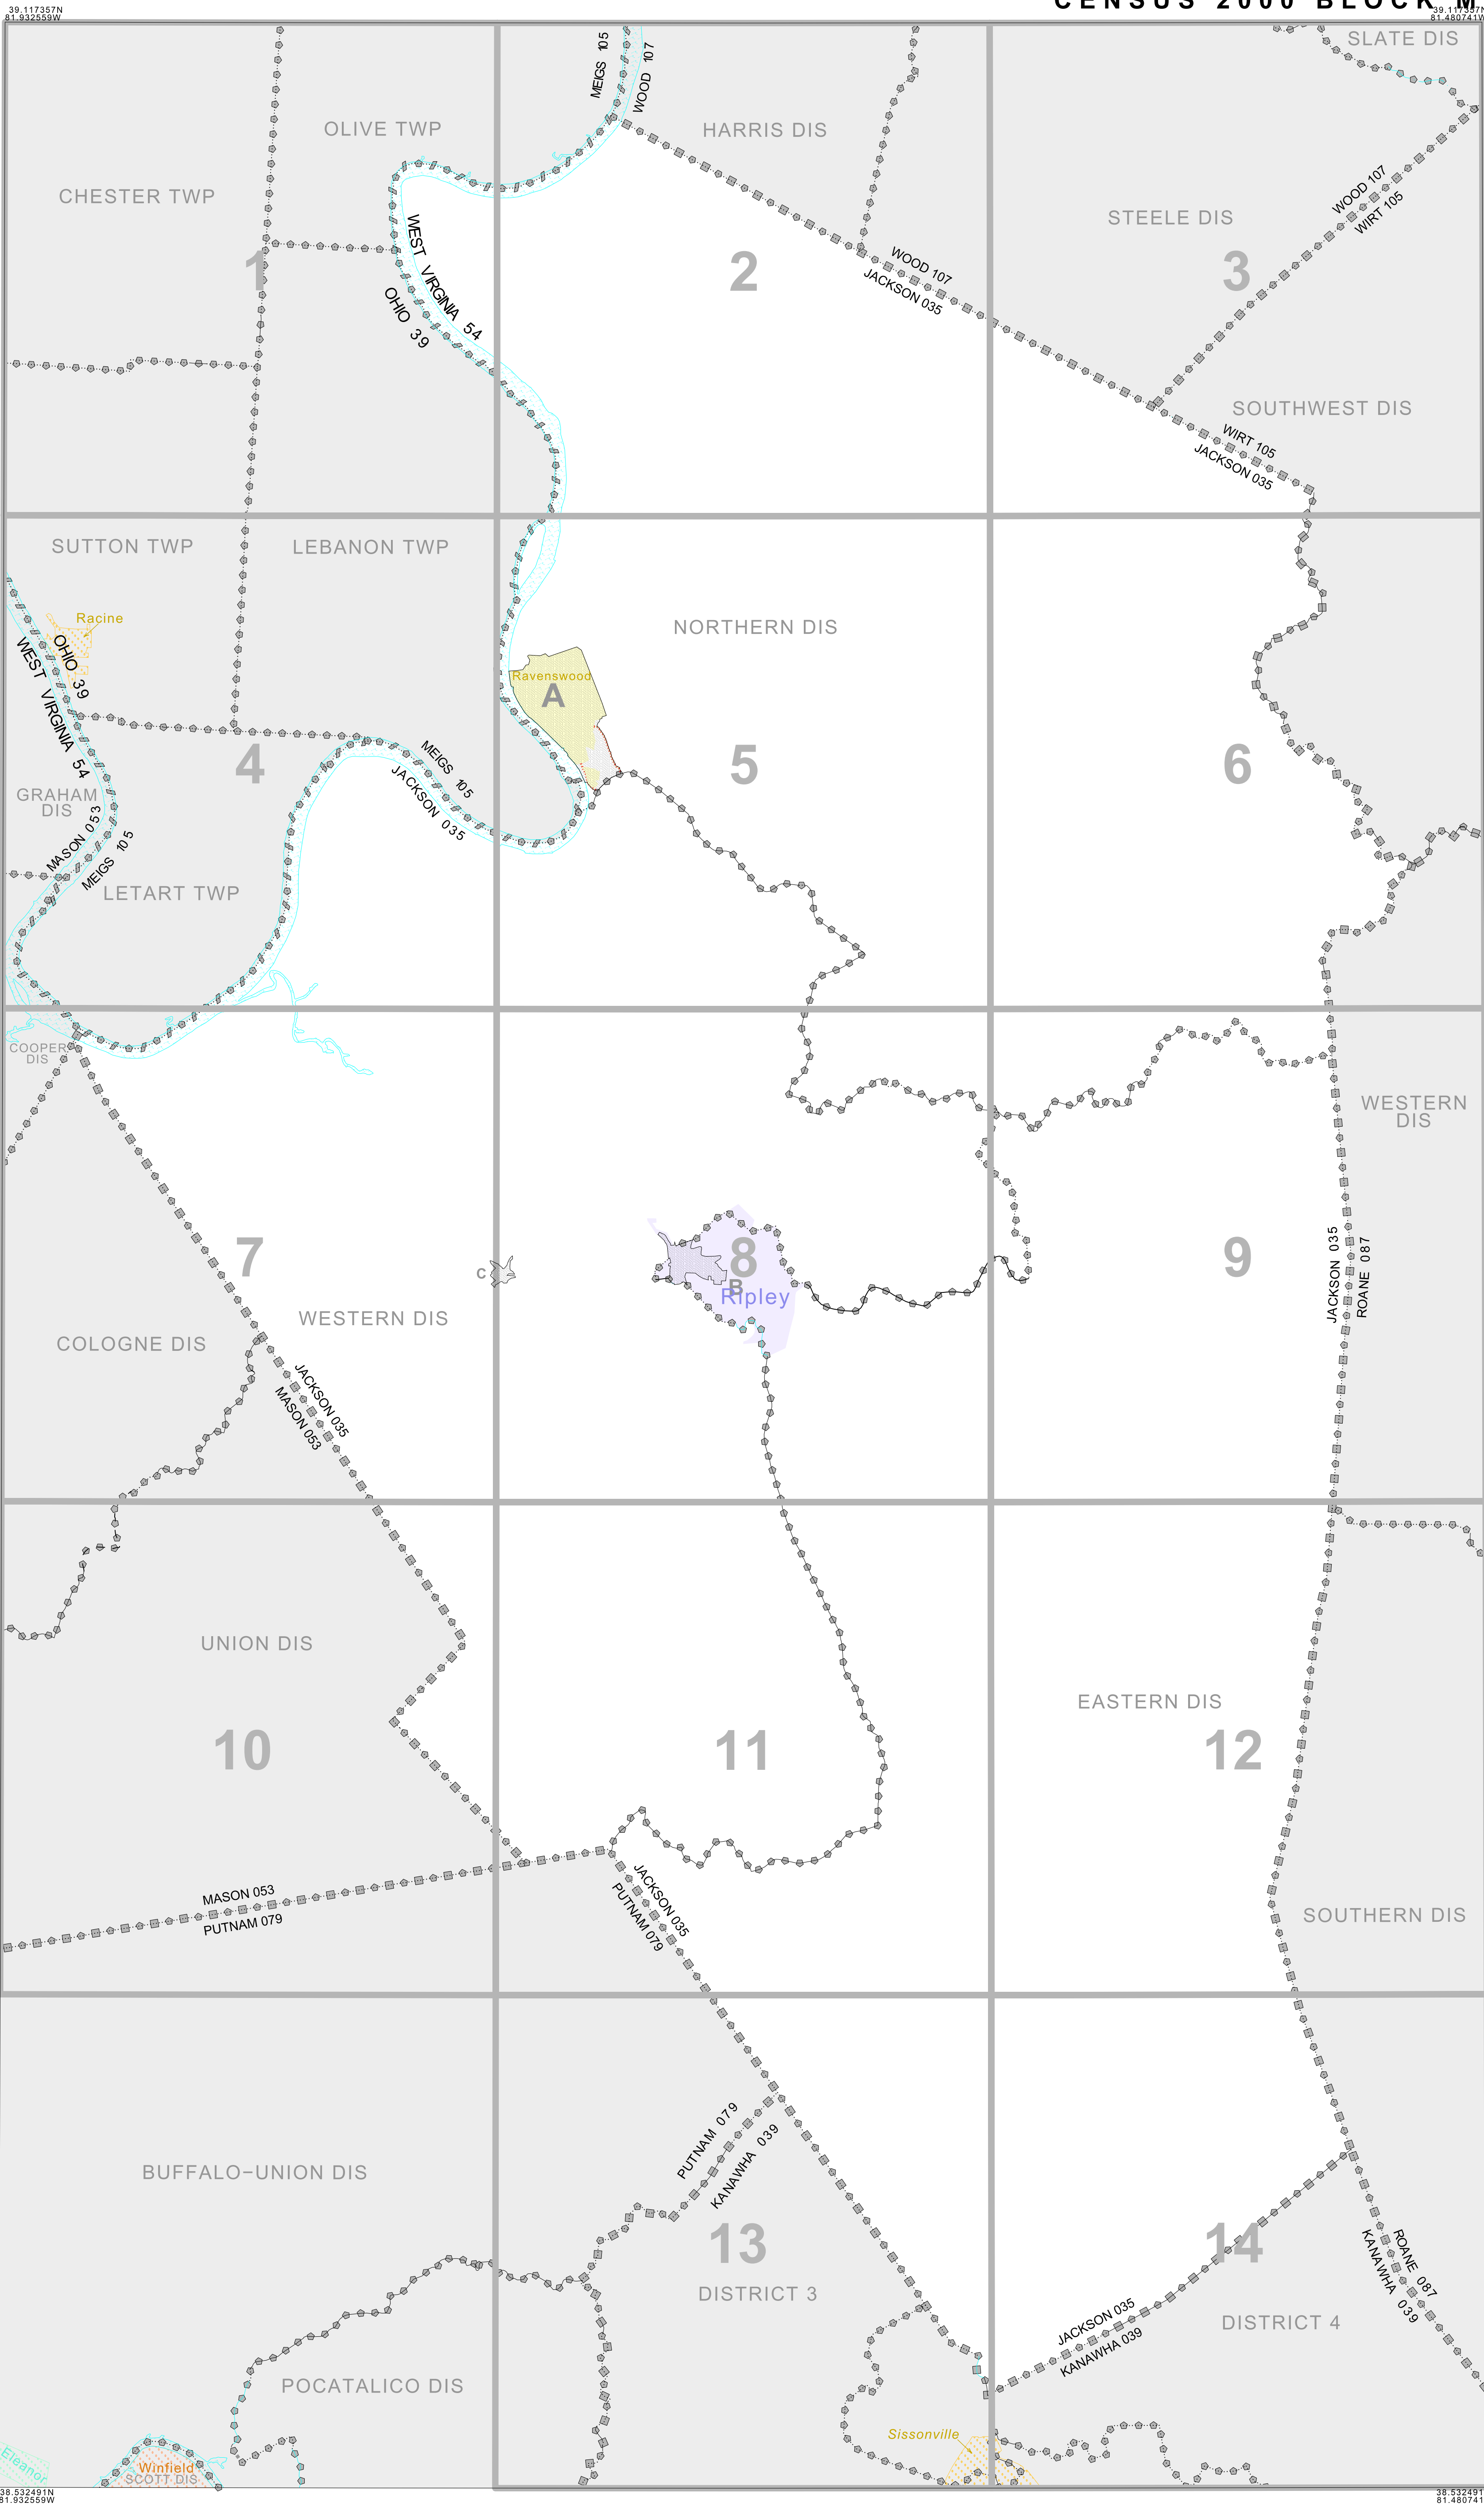 CENSUS 2000 BLOCK M
39.117357N
81.932559W
39.117357N
81.480741W
SLATE DIS
MEIGS 105
WOOD 107
OLIVE TWP
HARRIS DIS
CHESTER TWP
WOOD 107
WIRT 105
STEELE DIS
WEST VIRGINIA 54
OHIO 39
1
2
3
WOOD 107
JACKSON 035
SOUTHWEST DIS
WIRT 105
JACKSON 035
SUTTON TWP
LEBANON TWP
Racine
NORTHERN DIS
OHIO 39
WEST VIRGINIA 54
Ravenswood
A
4
5
6
MEIGS 105
JACKSON 035
GRAHAM
DIS
MASON 053
MEIGS 105
LETART TWP
COOPER
DIS
WESTERN
DIS
7
8
9
C
B
Ripley
JACKSON 035
ROANE 087
WESTERN DIS
COLOGNE DIS
JACKSON 035
MASON 053
UNION DIS
EASTERN DIS
10
11
12
MASON 053
PUTNAM 079
JACKSON 035
PUTNAM 079
SOUTHERN DIS
PUTNAM 079
KANAWHA 039
BUFFALO-UNION DIS
13
14
DISTRICT 3
ROANE 087
KANAWHA 039
JACKSON 035
KANAWHA 039
DISTRICT 4
POCATALICO DIS
Sissonville
Eleanor
Winfield
SCOTT DIS
38.532491N
81.932559W
38.532491
81.480741